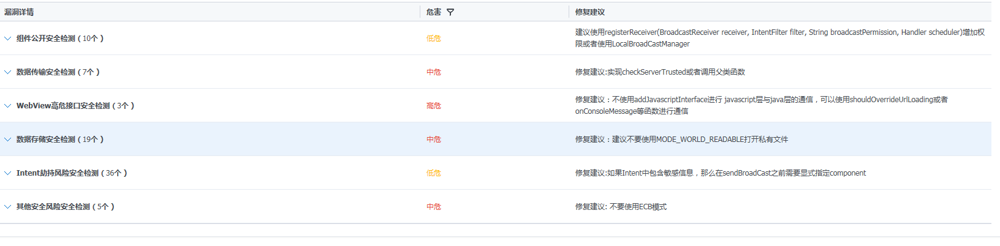 漏洞详情 危害 修复建议
组件公开安全检测（10个） 低危 建议使用registerReceiver(BroadcastReceiver receiver, IntentFilter filter, String broadcastPermission, Handler scheduler)增加权
限或者使用LocalBroadCastManager
数据传输安全检测（7个） 中危 修复建议:实现checkServerTrusted或者调用父类函数
WebView高危接口安全检测（3个） 高危 修复建议：不使用addJavascriptInterface进行 javascript层与java层的通信，可以使用shouldOverrideUrlLoading或者
onConsoleMessage等函数进行通信
数据存储安全检测（19个） 中危 修复建议：建议不要使用MODE_WORLD_READABLE打开私有文件
Intent劫持风险安全检测（36个） 低危 修复建议:如果Intent中包含敏感信息，那么在sendBroadCast之前需要显式指定component
其他安全风险安全检测（5个） 中危 修复建议: 不要使用ECB模式